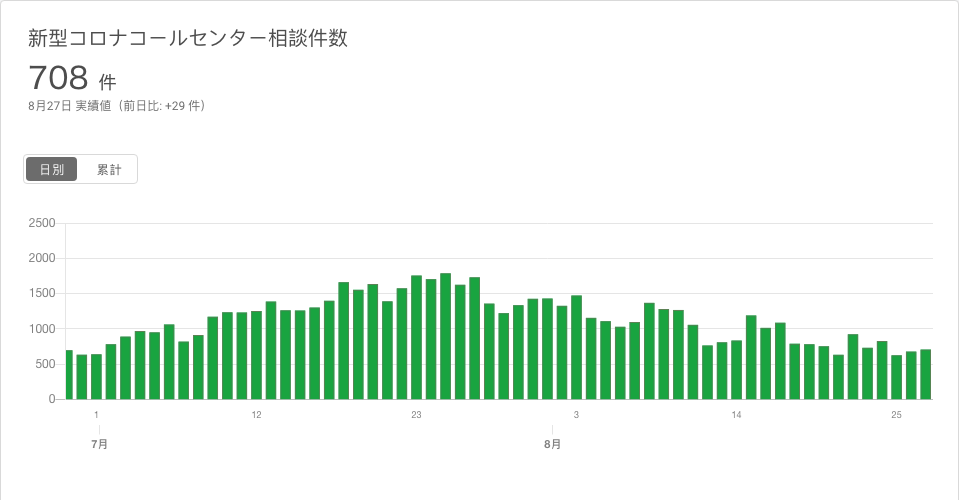 新型コロナコールセンター相談件数
708 件
8月27日 実績値（前日比: +29 件）
日別 累計
2500
2000
1500
1000
500
0
1 12 23 3 14 25
7月 8月